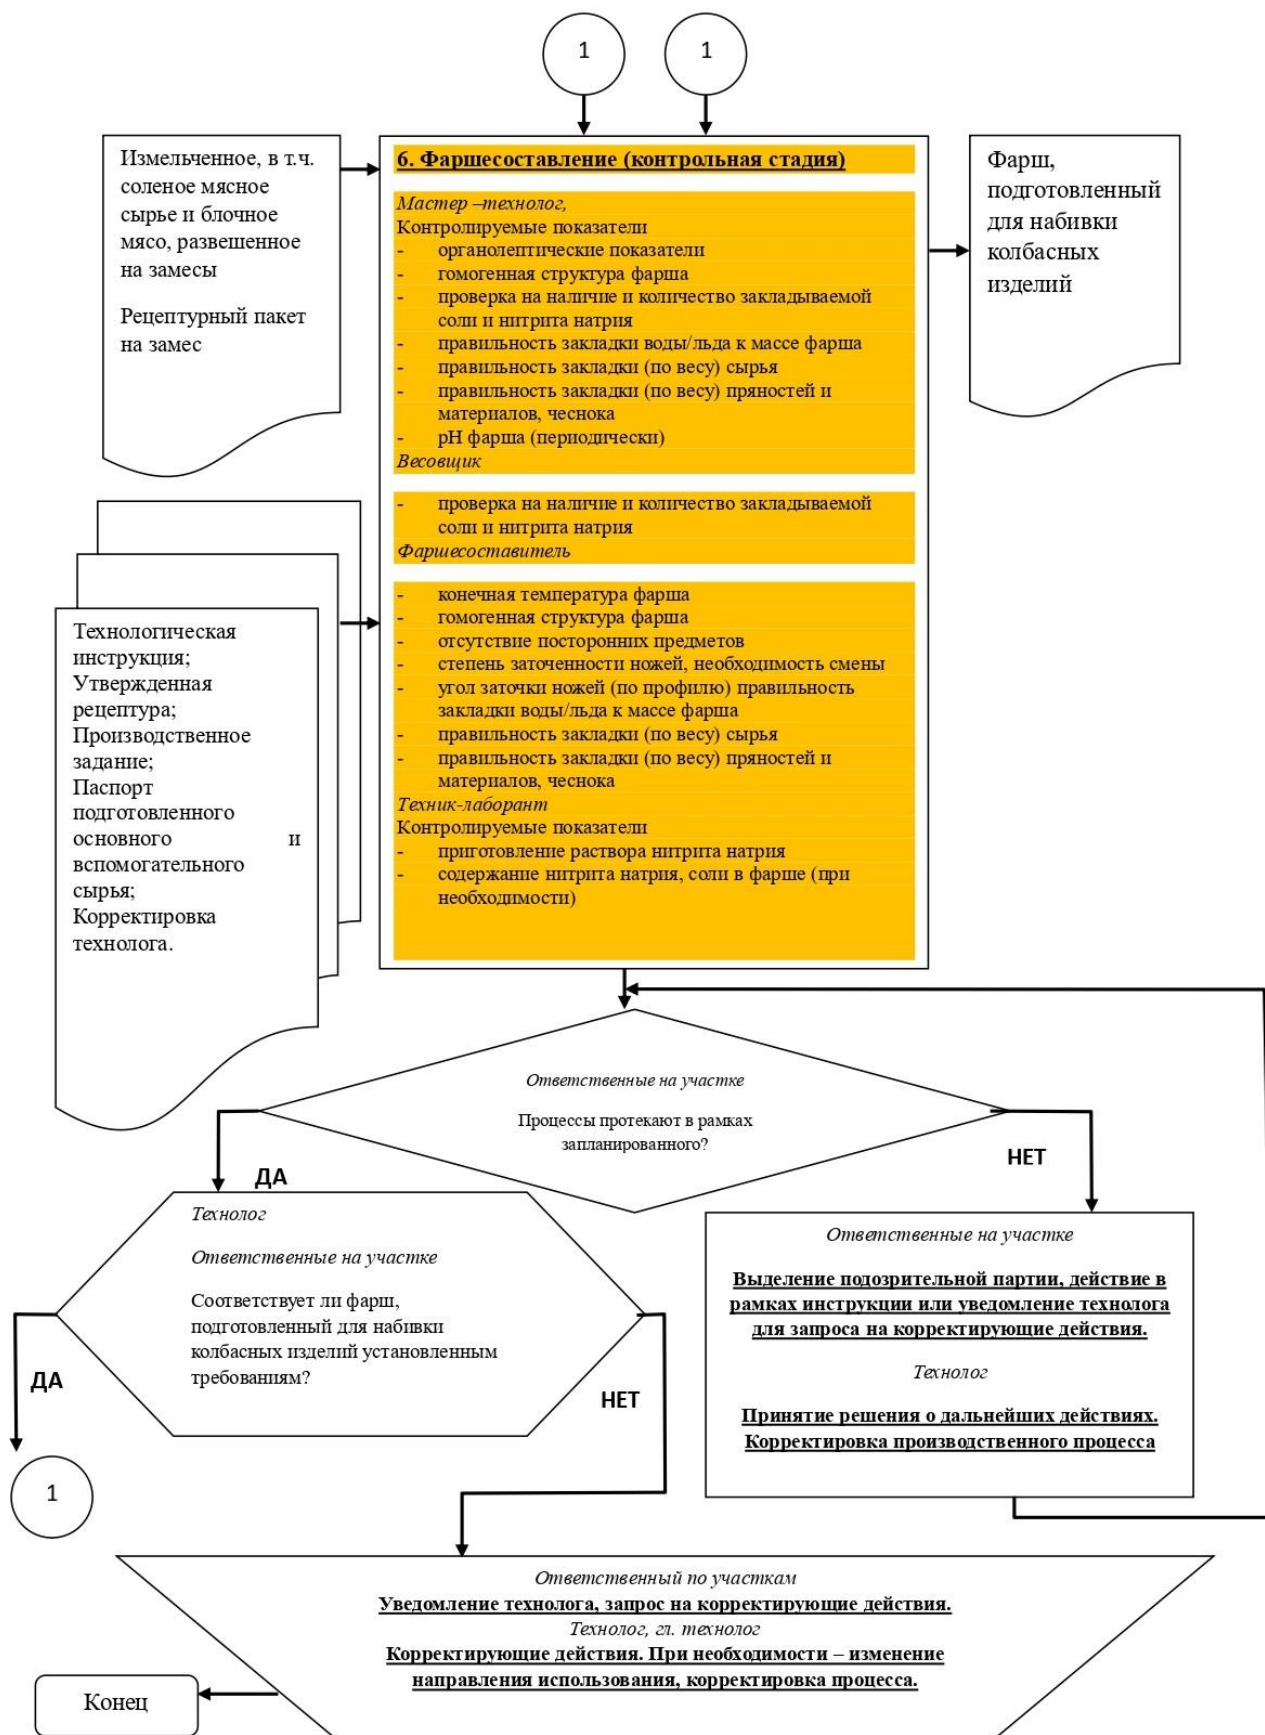 1
1
Измельченное, в т.ч.
соленое мясное
сырье и блочное
мясо, развешенное
на замесы
Рецептурный пакет
на замес
6. Фаршесоставление (контрольная стадия)
Мастер –технолог,
Контролируемые показатели
- органолептические показатели
- гомогенная структура фарша
- проверка на наличие и количество закладываемой
соли и нитрита натрия
- правильность закладки воды/льда к массе фарша
- правильность закладки (по весу) сырья
- правильность закладки (по весу) пряностей и
материалов, чеснока
- рН фарша (периодически)
Весовщик
- проверка на наличие и количество закладываемой
соли и нитрита натрия
Фаршесоставитель
- конечная температура фарша
- гомогенная структура фарша
- отсутствие посторонних предметов
- степень заточенности ножей, необходимость смены
- угол заточки ножей (по профилю) правильность
закладки воды/льда к массе фарша
- правильность закладки (по весу) сырья
- правильность закладки (по весу) пряностей и
материалов, чеснока
Техник-лаборант
Контролируемые показатели
- приготовление раствора нитрита натрия
- содержание нитрита натрия, соли в фарше (при
необходимости)
Фарш,
подготовленный
для набивки
колбасных
изделий
Технологическая
инструкция;
Утвержденная
рецептура;
Производственное
задание;
Паспорт
подготовленного
основного и
вспомогательного
сырья;
Корректировка
технолога.
Ответственные на участке
Процессы протекают в рамках
запланированного?
ДА
НЕТ
Технолог
Ответственные на участке
Соответствует ли фарш,
подготовленный для набивки
колбасных изделий установленным
требованиям?
ДА
НЕТ
1
Ответственные на участке
Выделение подозрительной партии, действие в
рамках инструкции или уведомление технолога
для запроса на корректирующие действия.
Технолог
Принятие решения о дальнейших действиях.
Корректировка производственного процесса
Ответственный по участкам
Уведомление технолога, запрос на корректирующие действия.
Технолог, гл. технолог
Корректирующие действия. При необходимости – изменение
направления использования, корректировка процесса.
Конец